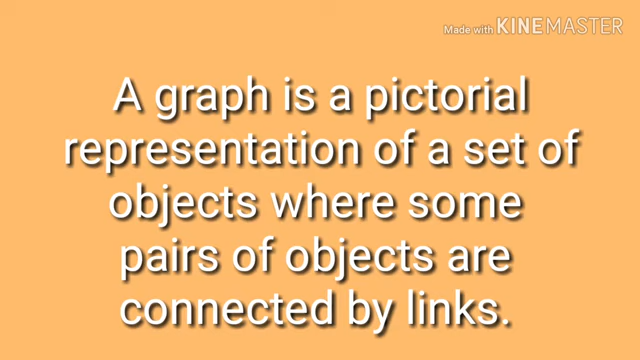 Made with KINEMASTER
A graph is a pictorial
representation of a set of
objects where some
pairs of objects are
connected by links.